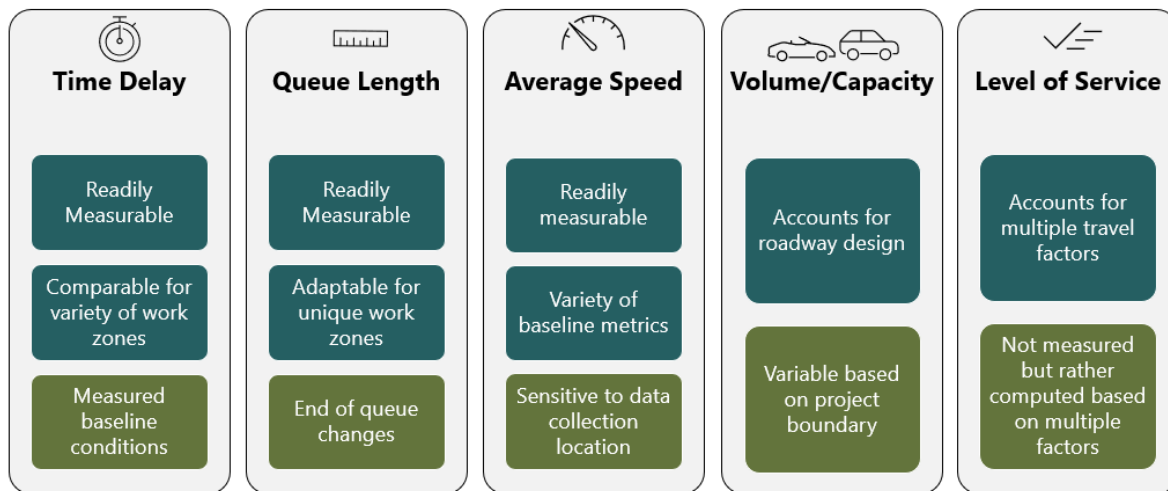 Time Delay
Readily
Measurable
Comparable for
variety of work
zones
Measured
baseline
conditions
Queue Length
Readily
Measurable
Adaptable for
unique work
zones
End of queue
changes
Average Speed
Readily
measurable
Variety of
baseline metrics
Sensitive to data
collection
location
Volume/Capacity
Accounts for
roadway design
Variable based
on project
boundary
Level of Service
Accounts for
multiple travel
factors
Not measured
but rather
computed based
on multiple
factors